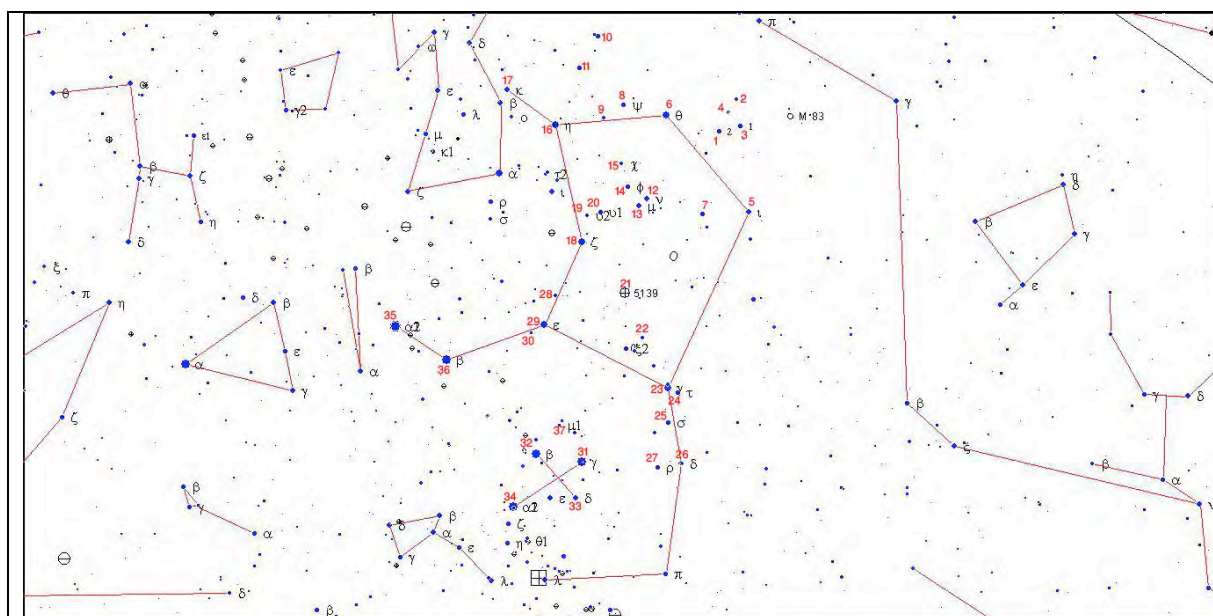 π
10
γ
ω
δ
11
ε
α
17
κ
θ
ε
β
8
ψ
2
γ
γ2
λ
ο
9
6
θ
4
M 83
16
η
1
2
1
3
ε1
μ
κ1
15
χ
β
ζ
α
τ2
η
γ
14
φ
12
δ
ζ
ι
ν
13
μ
ρ
19
20
υ2
υ1
7
5
ι
η
σ
β
δ
18
ζ
γ
ξ
β
21
5139
ε
π
η
δ
β
28
α
35
α2
29
ε
22
30
ξ2
ε
β
α
36
α
γ
23
γ
24
τ
γ
δ
ζ
25
σ
β
μ1
37
32
β
31
γ
27
ρ
26
δ
ξ
β
α
β
γ
34
α2
ε
33
δ
γ
δ
β
ζ
α
α
η
θ1
γ
ε
λ
λ
π
δ
β